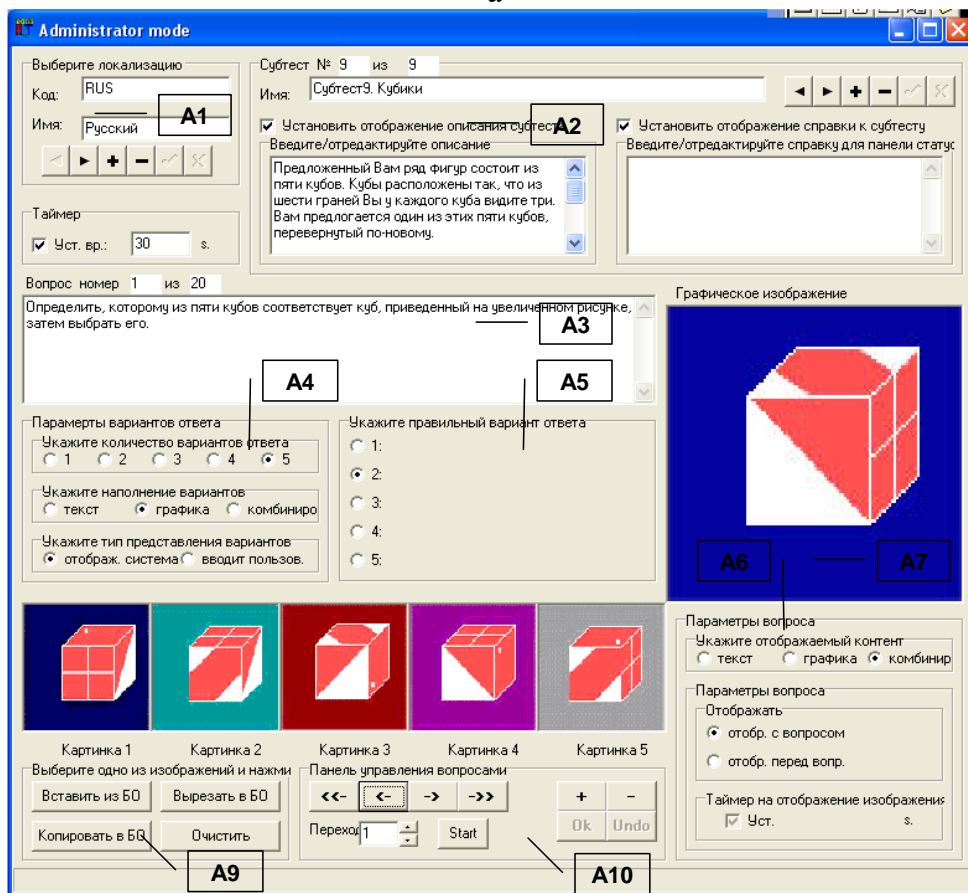 Administrator mode
Выберите локализацию
Код: RUS
Имя: Русский
A1
Таймер
Уст. вр.: 30 s.
Субтест № 9 из 9
Имя: Субтест9. Кубики
Установить отображение описания субтеста
A2
Введите/отредактируйте описание
Предложенный Вам ряд фигур состоит из
пяти кубов. Кубы расположены так, что из
шести граней Вы у каждого куба видите три.
Вам предлогается один из этих пяти кубов,
перевернутый по-новому.
Установить отображение справки к субтесту
Введите/отредактируйте справку для панели статус
Вопрос номер 1 из 20
Определить, которому из пяти кубов соответствует куб, приведенный на увеличенном рисунке,
затем выбрать его.
A3
A4
A5
Графическое изображение
A6
A7
Парамерты вариантов ответа
Укажите количество вариантов ответа
1 2 3 4 5
Укажите наполнение вариантов
текст графика комбиниро
Укажите тип представления вариантов
отображ. система вводит пользов.
Укажите правильный вариант ответа
1:
2:
3:
4:
5:
Картинка 1 Картинка 2 Картинка 3 Картинка 4 Картинка 5
Выберите одно из изображений и нажми
Вставить из БО Вырезать в БО
Копировать в БО Очистить
A9
Панель управления вопросами
<<- <- -> ->> + -
Переход 1 Start Ok Undo
A10
Параметры вопроса
Укажите отображаемый контент
текст графика комбинир
Параметры вопроса
Отображать
отобр. с вопросом
отобр. перед вопр.
Таймер на отображение изображения
Уст. s.